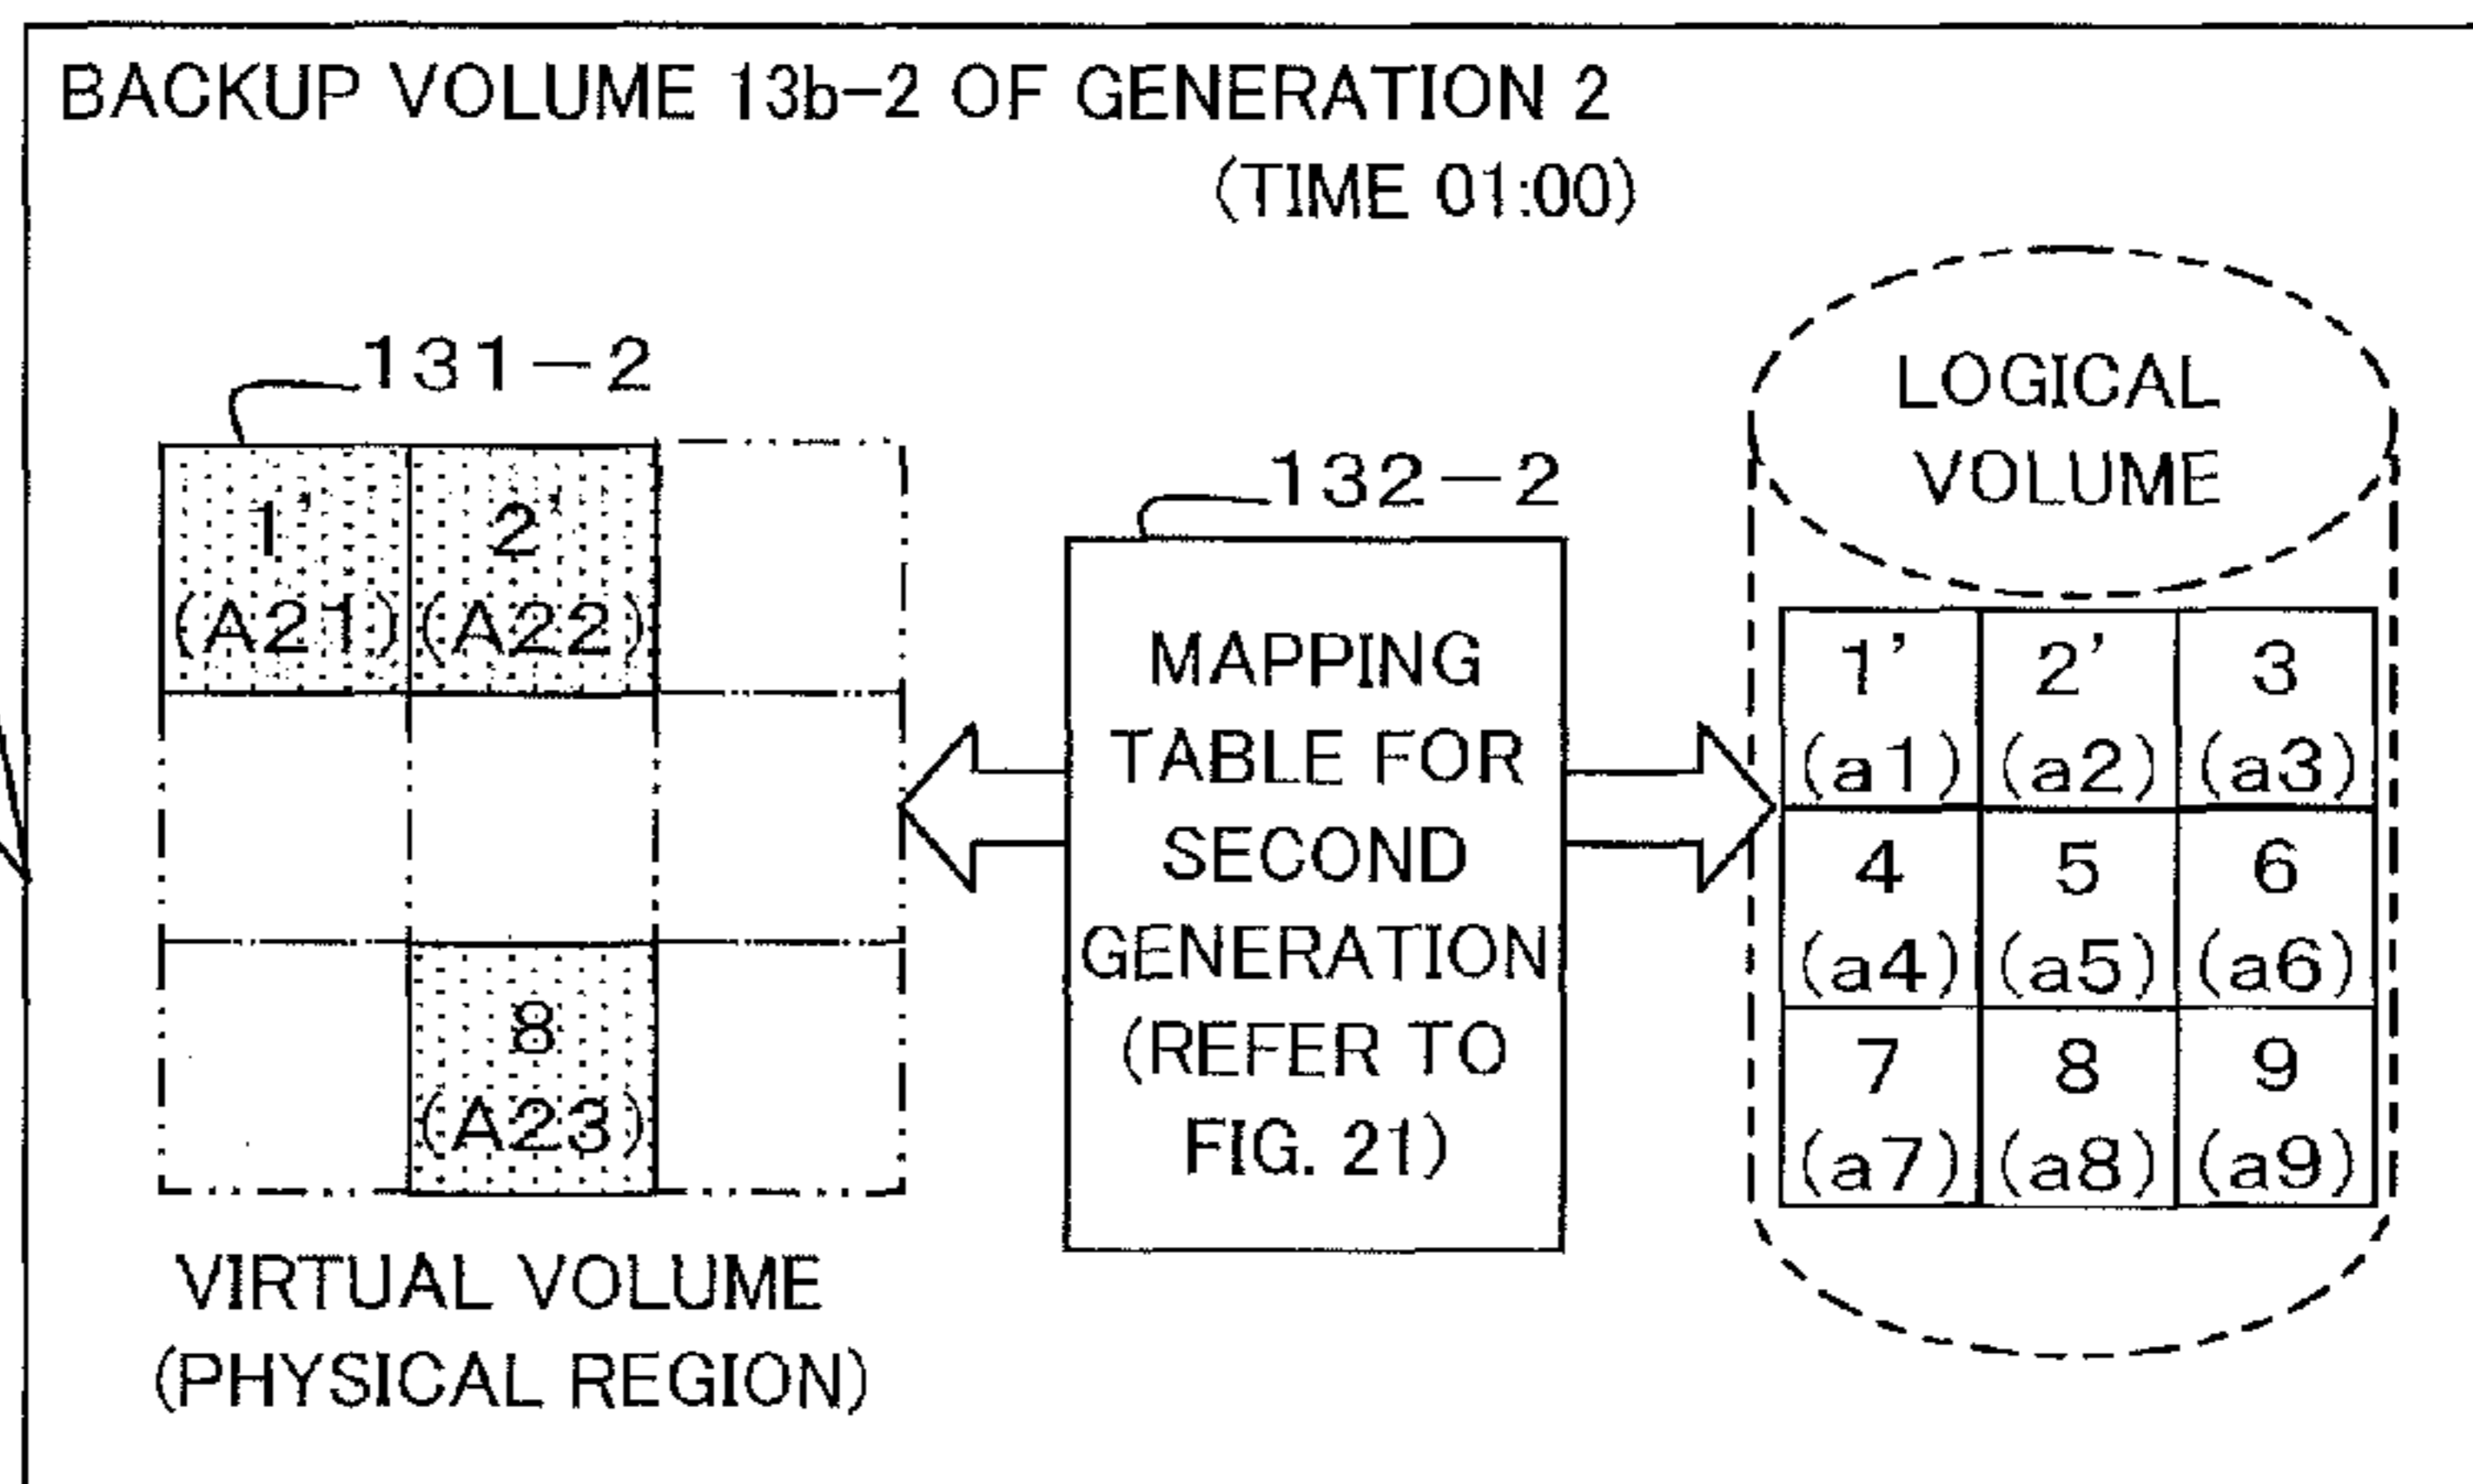 BACKUP VOLUME 13b-2 OF GENERATION 2
(TIME 01:00)
131-2
1' 2'
(A21) (A22)
8
(A23)
VIRTUAL VOLUME
(PHYSICAL REGION)
132-2
MAPPING
TABLE FOR
SECOND
GENERATION
(REFER TO
FIG. 21)
LOGICAL
VOLUME
1' 2' 3
(a1) (a2) (a3)
4 5 6
(a4) (a5) (a6)
7 8 9
(a7) (a8) (a9)